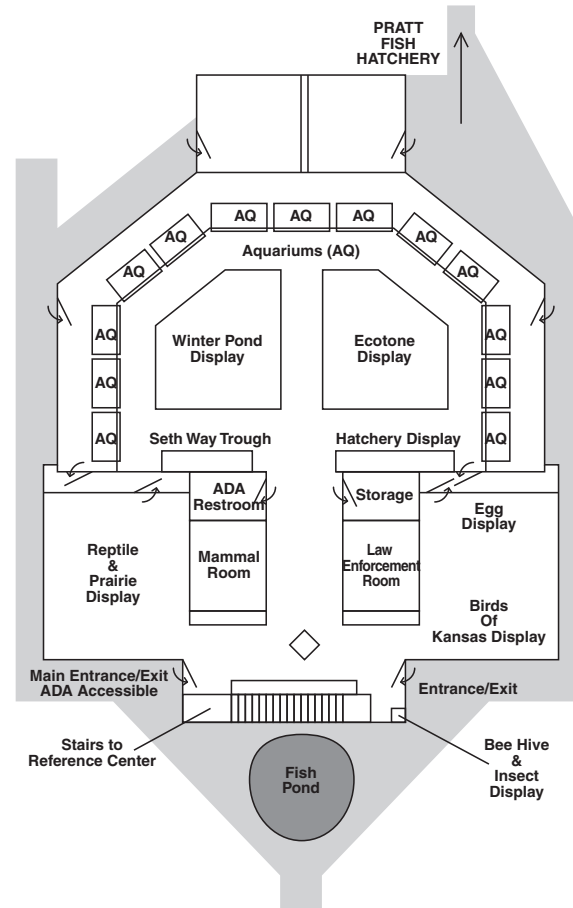 PRATT
FISH
HATCHERY
AQ
AQ
AQ
AQ
AQ
AQ
AQ
Aquariums (AQ)
AQ
AQ
AQ
Winter Pond
Display
Ecotone
Display
AQ
AQ
AQ
AQ
Seth Way Trough
Hatchery Display
AQ
AQ
ADA
Restroom
Storage
Egg
Display
Reptile
&
Prairie
Display
Mammal
Room
Law
Enforcement
Room
Birds
Of
Kansas Display
Main Entrance/Exit
ADA Accessible
Entrance/Exit
Stairs to
Reference Center
Fish
Pond
Bee Hive
&
Insect
Display